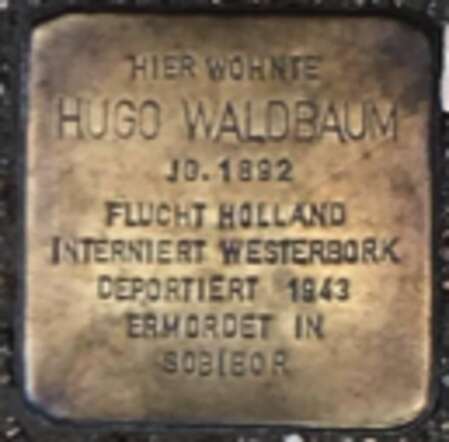 HIER WOHNTE
HUGO WALDBAUM
JG. 1892
FLUCHT HOLLAND
INTERNIERT WESTERBORK
DEPORTIERT 1943
ERMORDET IN
SOBIBOR